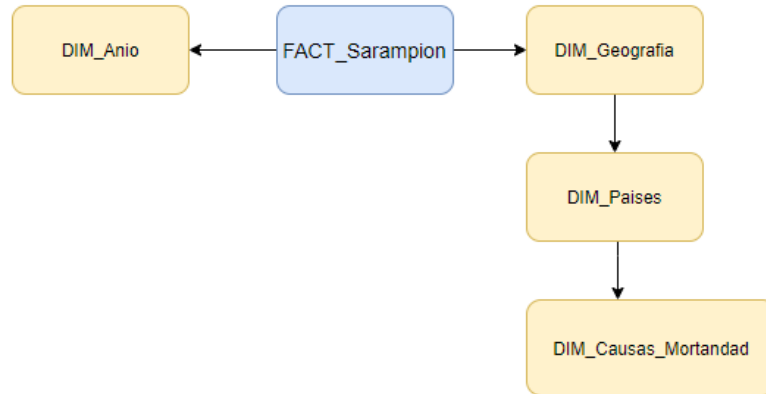 DIM_Anio
FACT_Sarampion
DIM_Geografia
DIM_Paises
DIM_Causas_Mortandad